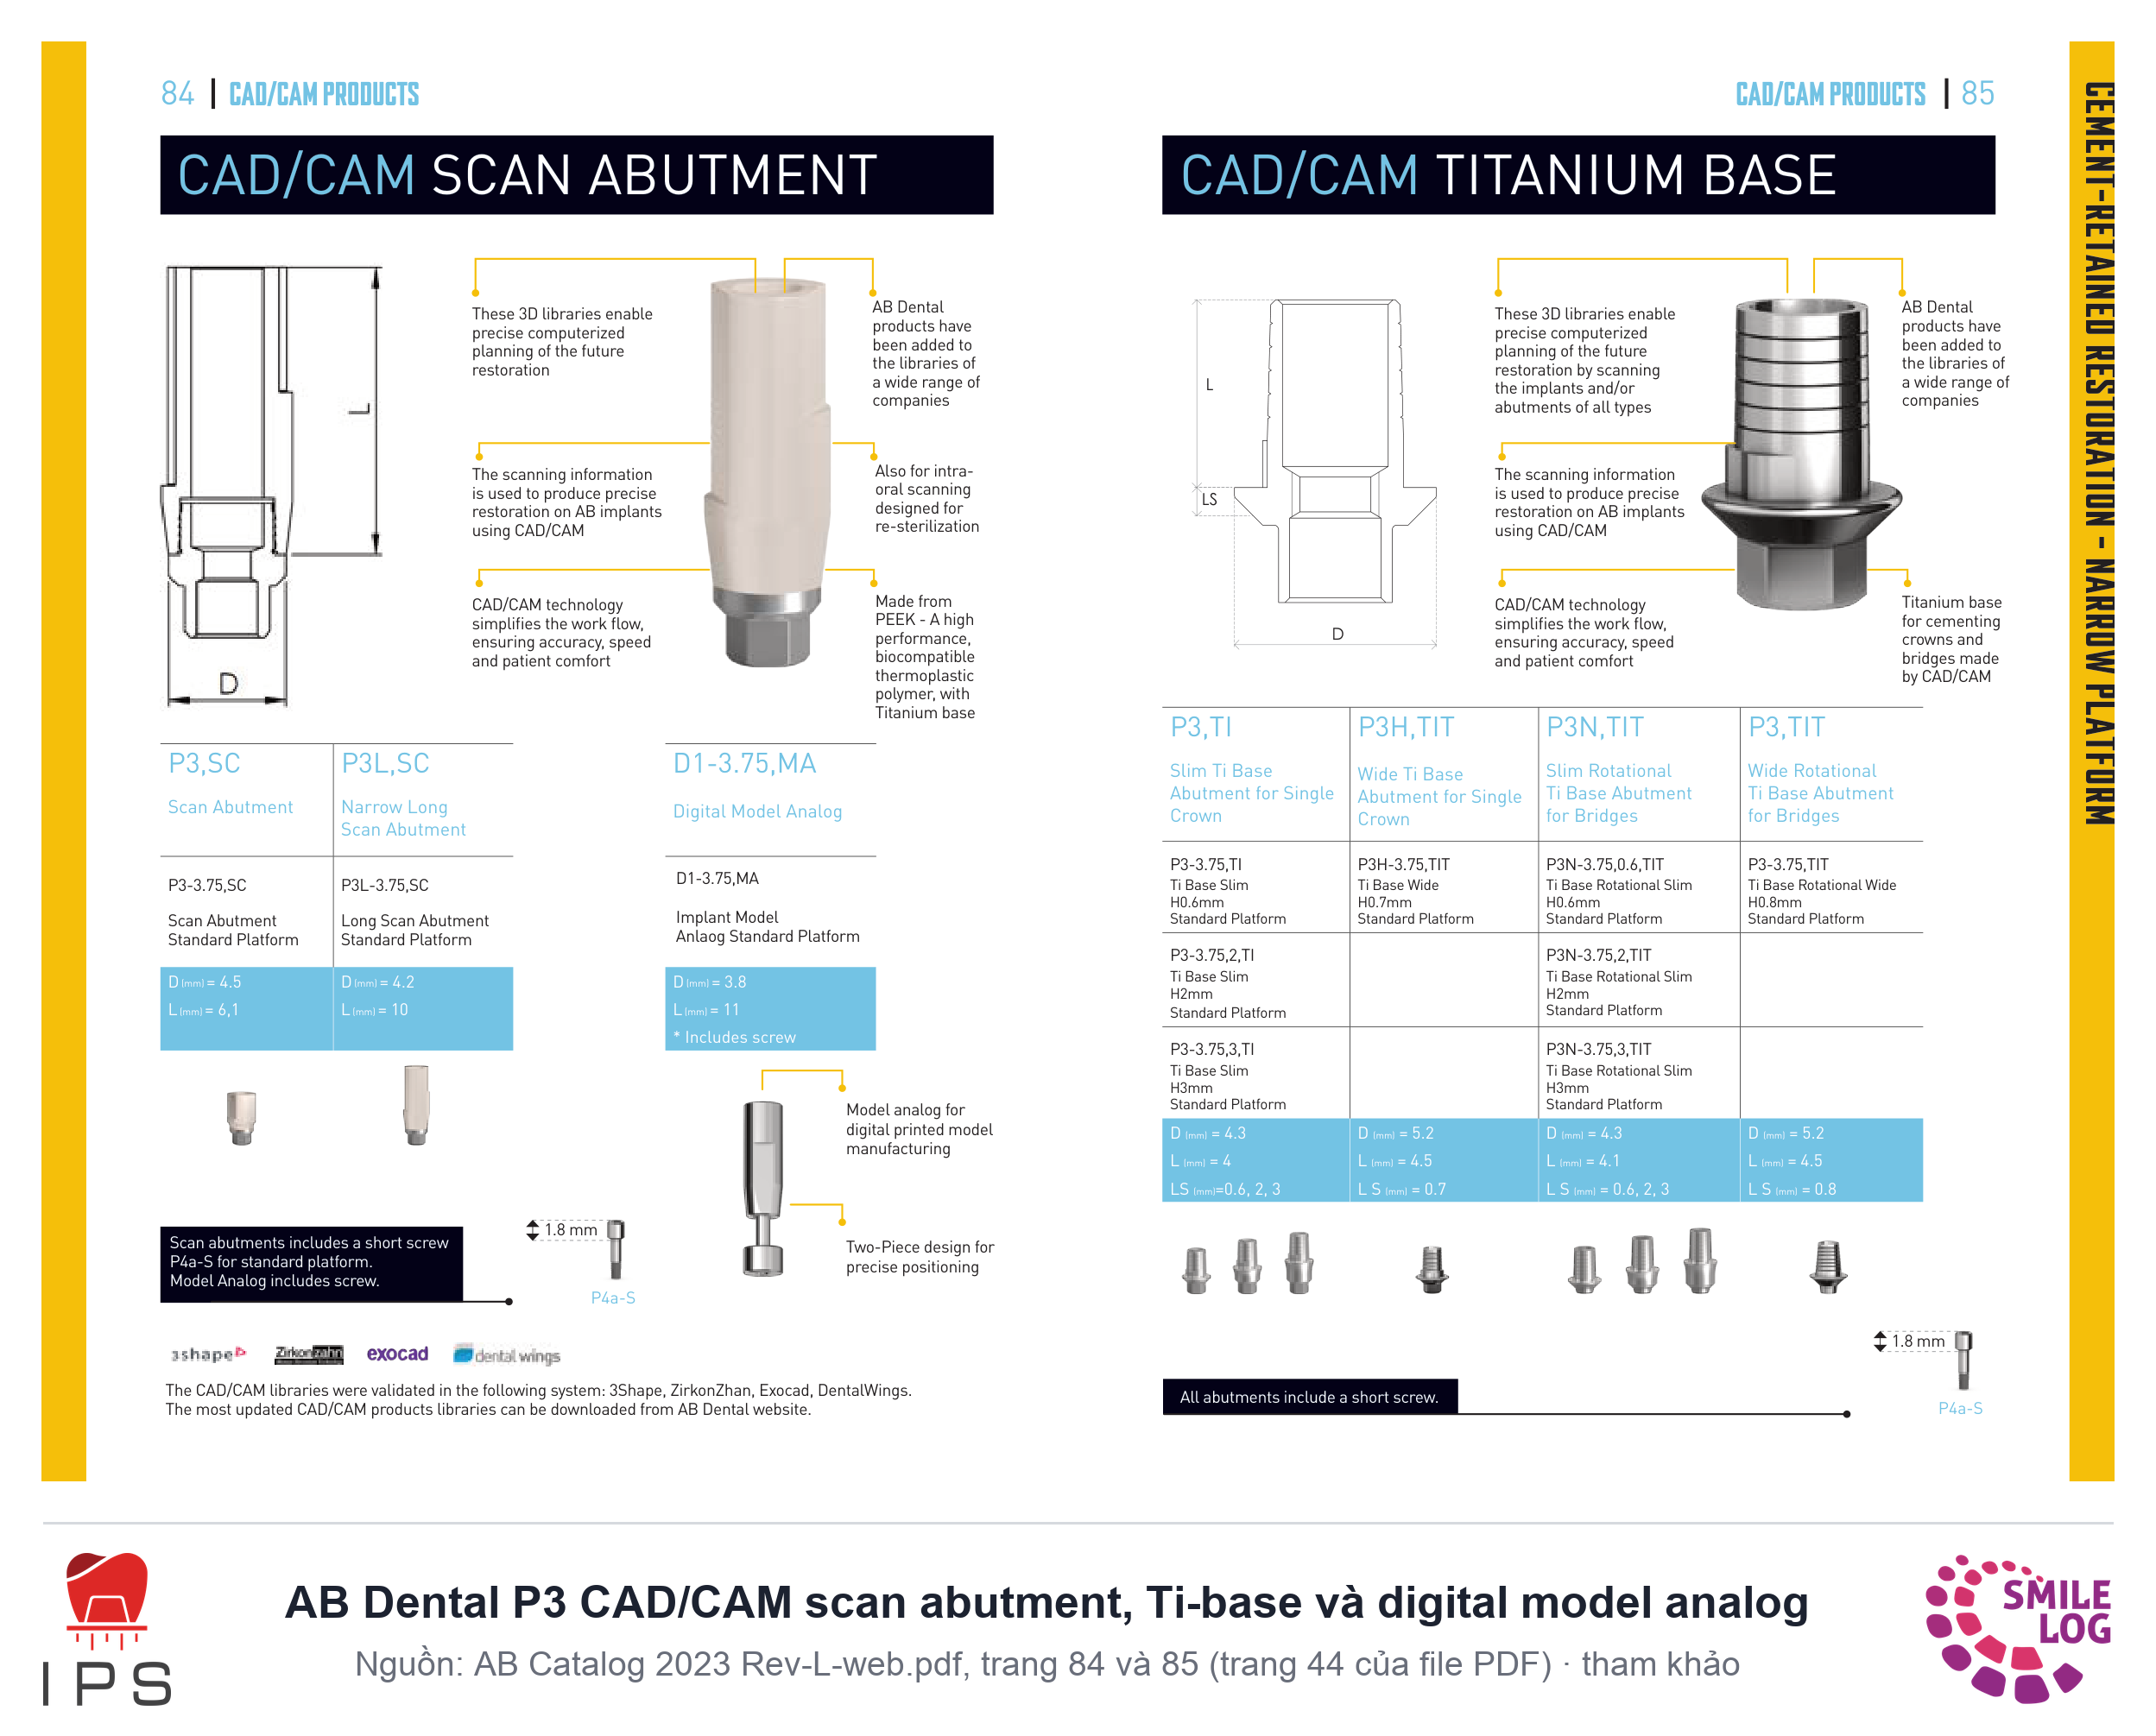 84 | CAD/CAM PRODUCTS
CAD/CAM SCAN ABUTMENT
L
D
These 3D libraries enable
precise computerized
planning of the future
restoration
The scanning information
is used to produce precise
restoration on AB implants
using CAD/CAM
CAD/CAM technology
simplifies the work flow,
ensuring accuracy, speed
and patient comfort
AB Dental
products have
been added to
the libraries of
a wide range of
companies
Also for intra-
oral scanning
designed for
re-sterilization
Made from
PEEK - A high
performance,
biocompatible
thermoplastic
polymer, with
Titanium base
P3,SC
Scan Abutment
P3-3.75,SC
Scan Abutment
Standard Platform
D (mm) = 4.5
L (mm) = 6,1
P3L,SC
Narrow Long
Scan Abutment
P3L-3.75,SC
Long Scan Abutment
Standard Platform
D (mm) = 4.2
L (mm) = 10
D1-3.75,MA
Digital Model Analog
D1-3.75,MA
Implant Model
Anlaog Standard Platform
D (mm) = 3.8
L (mm) = 11
* Includes screw
Model analog for
digital printed model
manufacturing
Two-Piece design for
precise positioning
Scan abutments includes a short screw
P4a-S for standard platform.
Model Analog includes screw.
1.8 mm
P4a-S
3shape
Zirkonzahn
exocad
dental wings
The CAD/CAM libraries were validated in the following system: 3Shape, ZirkonZhan, Exocad, DentalWings.
The most updated CAD/CAM products libraries can be downloaded from AB Dental website.
CAD/CAM PRODUCTS | 85
CAD/CAM TITANIUM BASE
L
LS
D
These 3D libraries enable
precise computerized
planning of the future
restoration by scanning
the implants and/or
abutments of all types
The scanning information
is used to produce precise
restoration on AB implants
using CAD/CAM
CAD/CAM technology
simplifies the work flow,
ensuring accuracy, speed
and patient comfort
AB Dental
products have
been added to
the libraries of
a wide range of
companies
Titanium base
for cementing
crowns and
bridges made
by CAD/CAM
P3,TI
Slim Ti Base
Abutment for Single
Crown
P3-3.75,TI
Ti Base Slim
H0.6mm
Standard Platform
P3-3.75,2,TI
Ti Base Slim
H2mm
Standard Platform
P3-3.75,3,TI
Ti Base Slim
H3mm
Standard Platform
D (mm) = 4.3
L (mm) = 4
LS (mm)=0.6, 2, 3
P3H,TIT
Wide Ti Base
Abutment for Single
Crown
P3H-3.75,TIT
Ti Base Wide
H0.7mm
Standard Platform
D (mm) = 5.2
L (mm) = 4.5
L S (mm) = 0.7
P3N,TIT
Slim Rotational
Ti Base Abutment
for Bridges
P3N-3.75,0.6,TIT
Ti Base Rotational Slim
H0.6mm
Standard Platform
P3N-3.75,2,TIT
Ti Base Rotational Slim
H2mm
Standard Platform
P3N-3.75,3,TIT
Ti Base Rotational Slim
H3mm
Standard Platform
D (mm) = 4.3
L (mm) = 4.1
L S (mm) = 0.6, 2, 3
P3,TIT
Wide Rotational
Ti Base Abutment
for Bridges
P3-3.75,TIT
Ti Base Rotational Wide
H0.8mm
Standard Platform
D (mm) = 5.2
L (mm) = 4.5
L S (mm) = 0.8
All abutments include a short screw.
1.8 mm
P4a-S
CEMENT-RETAINED RESTORATION - NARROW PLATFORM
IPS
AB Dental P3 CAD/CAM scan abutment, Ti-base và digital model analog
Nguồn: AB Catalog 2023 Rev-L-web.pdf, trang 84 và 85 (trang 44 của file PDF) · tham khảo
SMILE
LOG